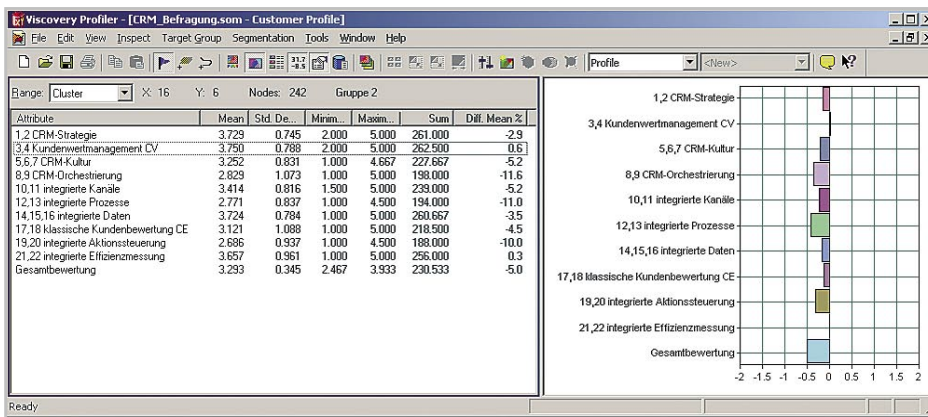 Viscovery Profiler - [CRM_Befragung.som - Customer Profile]
File Edit View Inspect Target Group Segmentation Tools Window Help
Profile <New>
Range: Cluster X: 16 Y: 6 Nodes: 242 Gruppe 2
Attribute Mean Std. De... Minim... Maxim... Sum Diff. Mean %
1,2 CRM-Strategie 3.729 0.745 2.000 5.000 261.000 -2.9
3,4 Kundenwertmanagement CV 3.750 0.788 2.000 5.000 262.500 0.6
5,6,7 CRM-Kultur 3.252 0.831 1.000 4.667 227.667 -5.2
8,9 CRM-Orchestrierung 2.829 1.073 1.000 5.000 198.000 -11.6
10,11 integrierte Kanäle 3.414 0.816 1.500 5.000 239.000 -5.2
12,13 integrierte Prozesse 2.771 0.837 1.000 4.500 194.000 -11.0
14,15,16 integrierte Daten 3.724 0.784 1.000 5.000 260.667 -3.5
17,18 klassische Kundenbewertung CE 3.121 1.088 1.000 5.000 218.500 -4.5
19,20 integrierte Aktionssteuerung 2.686 0.937 1.000 4.500 188.000 -10.0
21,22 integrierte Effizienzmessung 3.657 0.961 1.000 5.000 256.000 0.3
Gesamtbewertung 3.293 0.345 2.467 3.933 230.533 -5.0
1,2 CRM-Strategie
3,4 Kundenwertmanagement CV
5,6,7 CRM-Kultur
8,9 CRM-Orchestrierung
10,11 integrierte Kanäle
12,13 integrierte Prozesse
14,15,16 integrierte Daten
17,18 klassische Kundenbewertung CE
19,20 integrierte Aktionssteuerung
21,22 integrierte Effizienzmessung
Gesamtbewertung
-2 -1.5 -1 -0.5 0 0.5 1 1.5 2
Ready